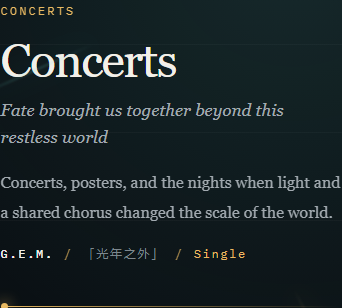 CONCERTS
Concerts
Fate brought us together beyond this
restless world
Concerts, posters, and the nights when light and
a shared chorus changed the scale of the world.
G.E.M. / 「光年之外」 / Single